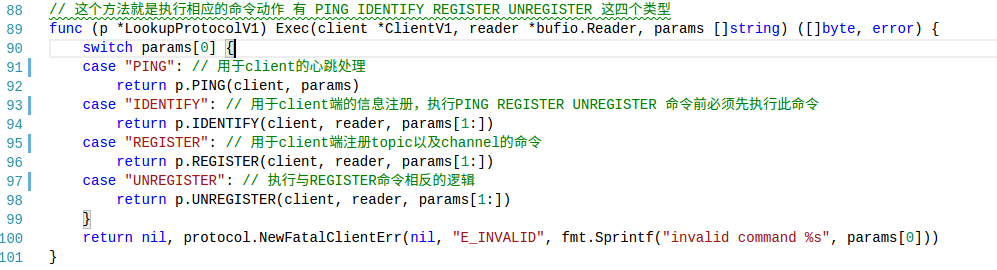 88 // 这个方法就是执行相应的命令动作 有 PING IDENTIFY REGISTER UNREGISTER 这四个类型
89 func (p *LookupProtocolV1) Exec(client *ClientV1, reader *bufio.Reader, params []string) ([]byte, error) {
90     switch params[0] {
91     case "PING": // 用于client的心跳处理
92         return p.PING(client, params)
93     case "IDENTIFY": // 用于client端的信息注册，执行PING REGISTER UNREGISTER 命令前必须先执行此命令
94         return p.IDENTIFY(client, reader, params[1:])
95     case "REGISTER": // 用于client端注册topic以及channel的命令
96         return p.REGISTER(client, reader, params[1:])
97     case "UNREGISTER": // 执行与REGISTER命令相反的逻辑
98         return p.UNREGISTER(client, reader, params[1:])
99     }
100     return nil, protocol.NewFatalClientErr(nil, "E_INVALID", fmt.Sprintf("invalid command %s", params[0]))
101 }